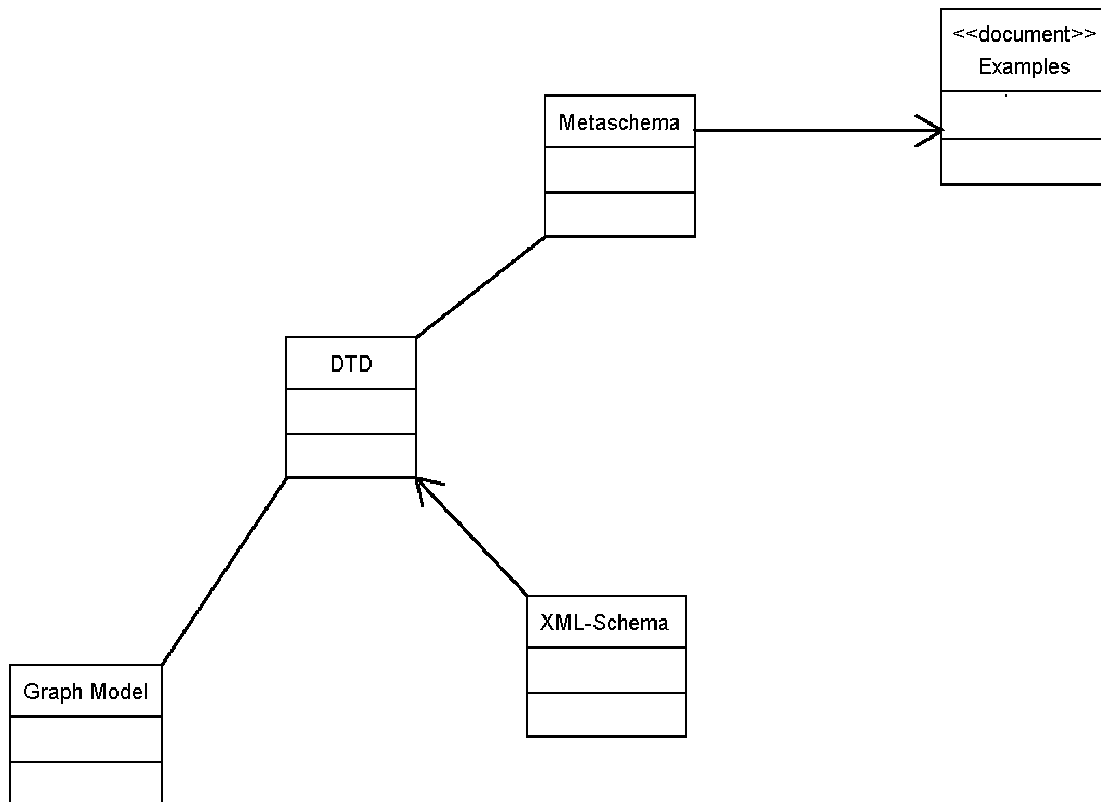 <<document>>
Examples
Metaschema
DTD
XML-Schema
Graph Model